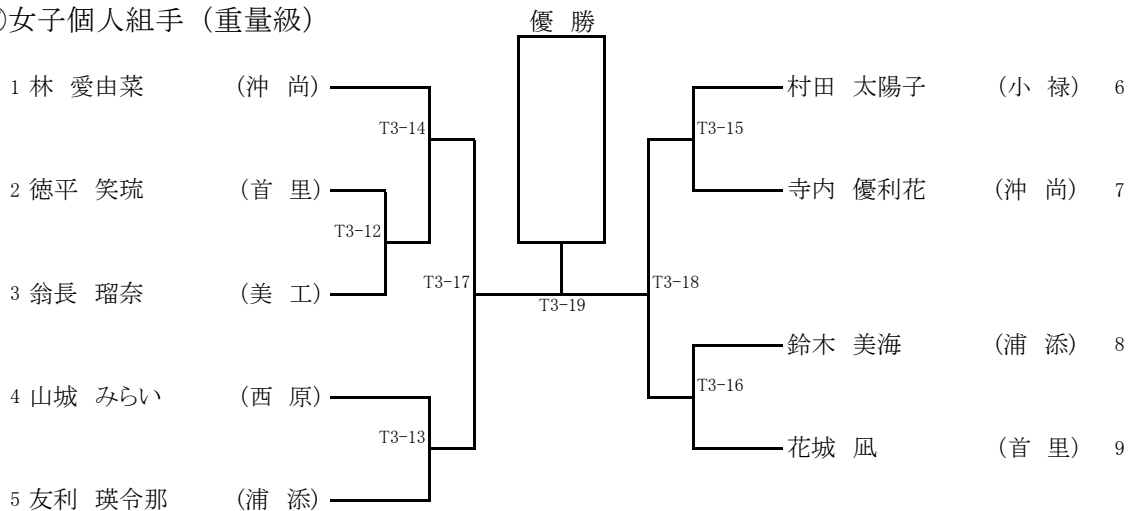 女子個人組手（重量級）
優 勝
1 林 愛由菜 (沖 尚)
T3-14
2 徳平 笑琉 (首 里)
T3-12
3 翁長 瑠奈 (美 工)
T3-17
4 山城 みらい (西 原)
T3-13
5 友利 瑛令那 (浦 添)
T3-19
村田 太陽子 (小 禄) 6
T3-15
寺内 優利花 (沖 尚) 7
T3-18
鈴木 美海 (浦 添) 8
T3-16
花城 凪 (首 里) 9